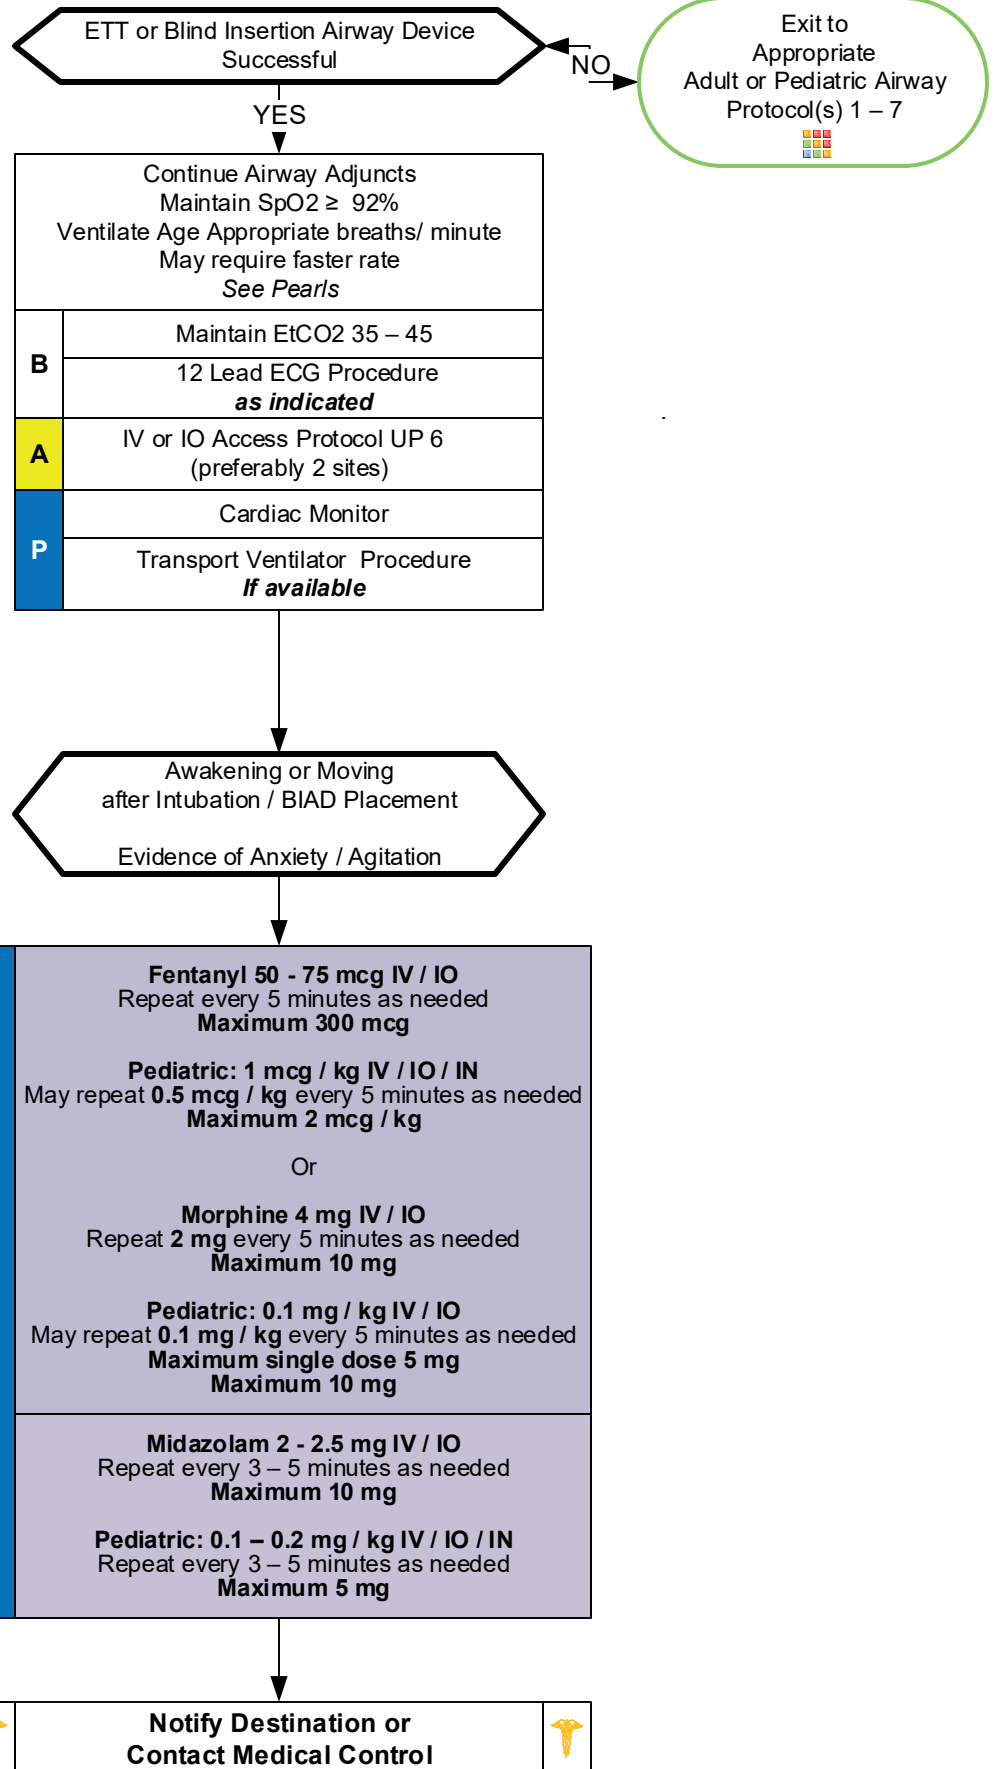 ETT or Blind Insertion Airway Device
Successful
NO
Exit to
Appropriate
Adult or Pediatric Airway
Protocol(s) 1 – 7
YES
Continue Airway Adjuncts
Maintain SpO2 ≥  92%
Ventilate Age Appropriate breaths/ minute
May require faster rate
See Pearls
B
Maintain EtCO2 35 – 45
12 Lead ECG Procedure
as indicated
A
IV or IO Access Protocol UP 6
(preferably 2 sites)
P
Cardiac Monitor
Transport Ventilator  Procedure
If available
Awakening or Moving
after Intubation / BIAD Placement
Evidence of Anxiety / Agitation
Fentanyl 50 - 75 mcg IV / IO
Repeat every 5 minutes as needed
Maximum 300 mcg
Pediatric: 1 mcg / kg IV / IO / IN
May repeat 0.5 mcg / kg every 5 minutes as needed
Maximum 2 mcg / kg
Or
Morphine 4 mg IV / IO
Repeat 2 mg every 5 minutes as needed
Maximum 10 mg
Pediatric: 0.1 mg / kg IV / IO
May repeat 0.1 mg / kg every 5 minutes as needed
Maximum single dose 5 mg
Maximum 10 mg
Midazolam 2 - 2.5 mg IV / IO
Repeat every 3 – 5 minutes as needed
Maximum 10 mg
Pediatric: 0.1 – 0.2 mg / kg IV / IO / IN
Repeat every 3 – 5 minutes as needed
Maximum 5 mg
Notify Destination or
Contact Medical Control